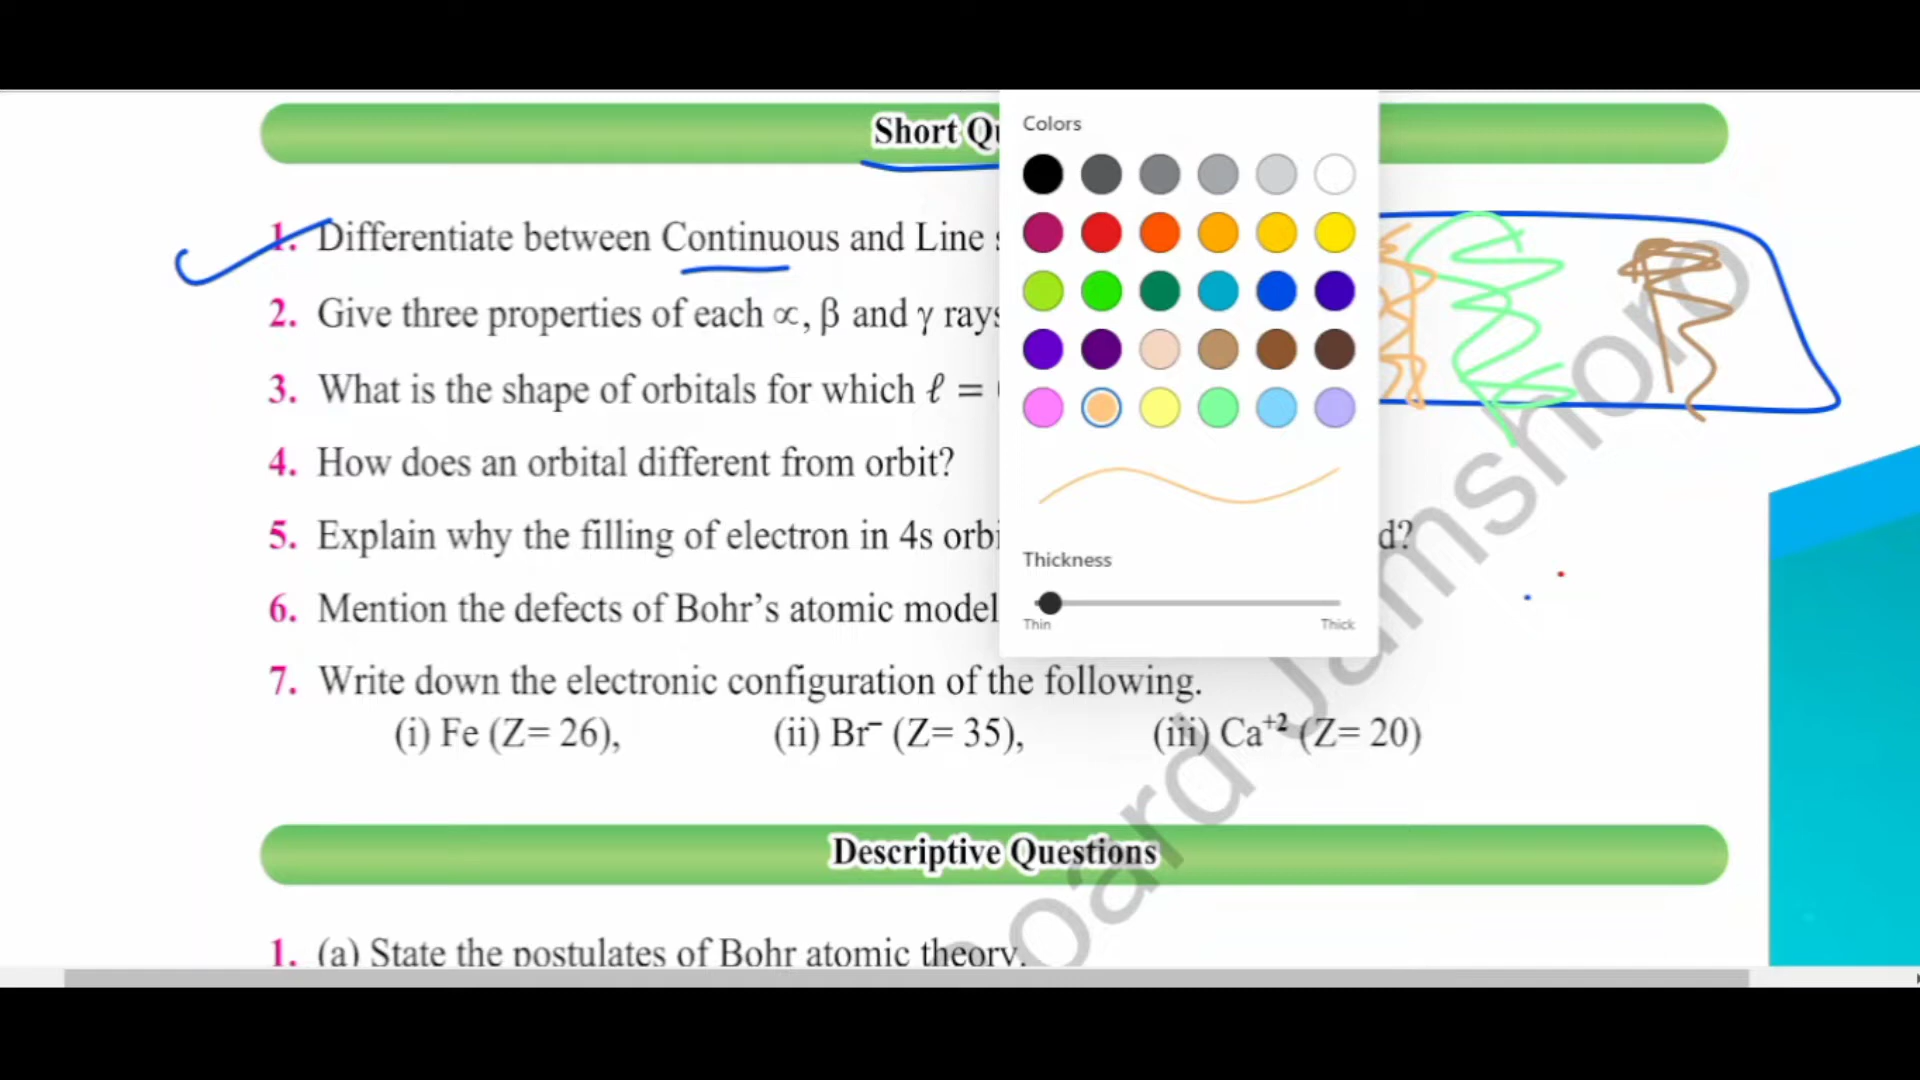 Short Qu
Colors
1. Differentiate between Continuous and Line
2. Give three properties of each ∝, β and γ rays
3. What is the shape of orbitals for which ℓ =
4. How does an orbital different from orbit?
5. Explain why the filling of electron in 4s orbi d?
Thickness
6. Mention the defects of Bohr’s atomic model
Thin Thick
7. Write down the electronic configuration of the following.
(i) Fe (Z= 26), (ii) Br⁻ (Z= 35), (iii) Ca⁺² (Z= 20)
Descriptive Questions
1. (a) State the postulates of Bohr atomic theory.
oard Jamshoro